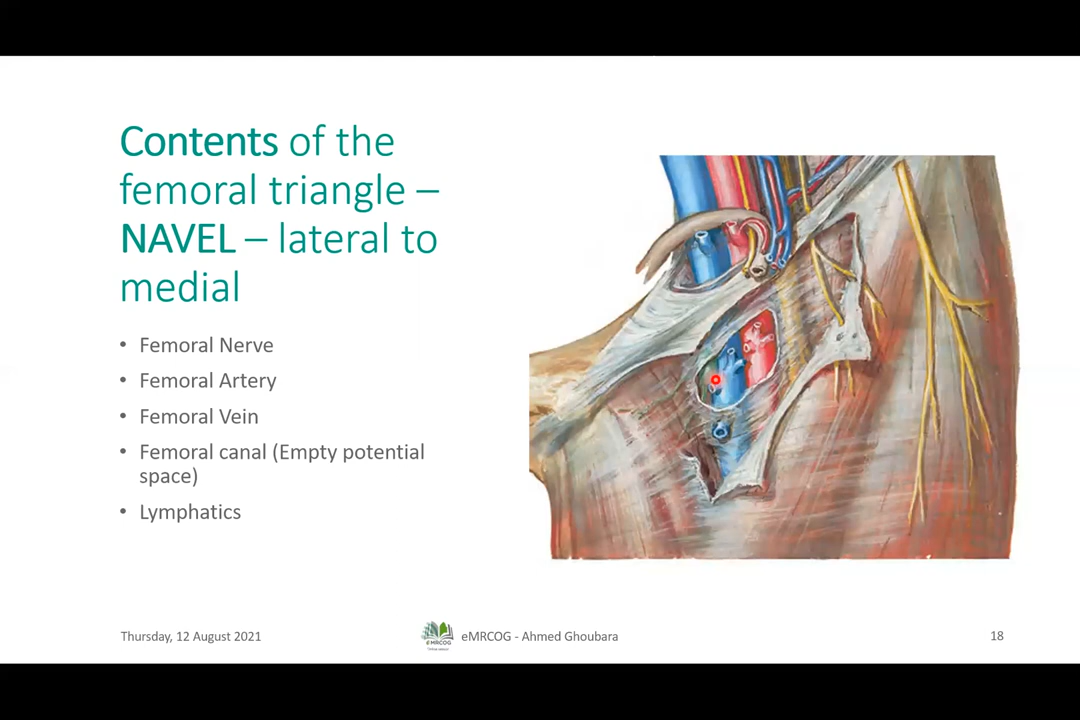 Contents of the
femoral triangle –
NAVEL – lateral to
medial
• Femoral Nerve
• Femoral Artery
• Femoral Vein
• Femoral canal (Empty potential
space)
• Lymphatics
Thursday, 12 August 2021
eMRCOG
eMRCOG - Ahmed Ghoubara
18